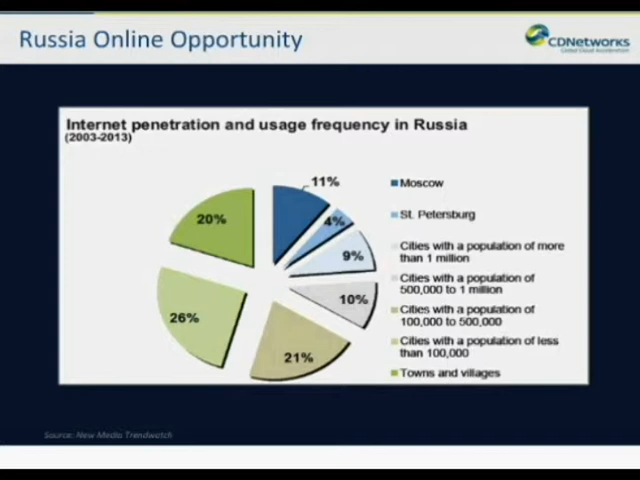 Russia Online Opportunity
CDNetworks
Global Cloud Acceleration
Internet penetration and usage frequency in Russia
(2003-2013)
11%
4%
9%
10%
21%
26%
20%
Moscow
St. Petersburg
Cities with a population of more
than 1 million
Cities with a population of
500,000 to 1 million
Cities with a population of
100,000 to 500,000
Cities with a population of less
than 100,000
Towns and villages
Source: New Media Trendwatch